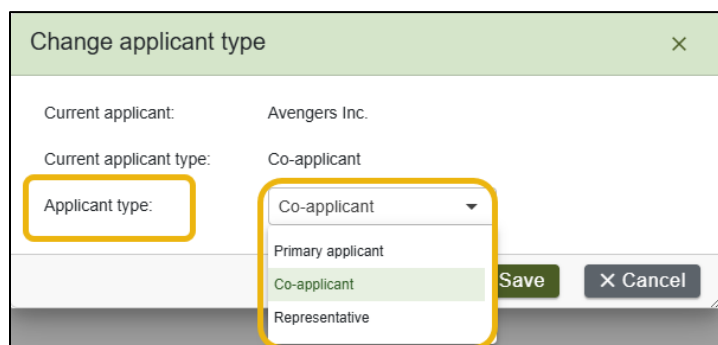 Change applicant type ×
Current applicant: Avengers Inc.
Current applicant type: Co-applicant
Applicant type: Co-applicant
Primary applicant
Co-applicant
Representative
Save × Cancel